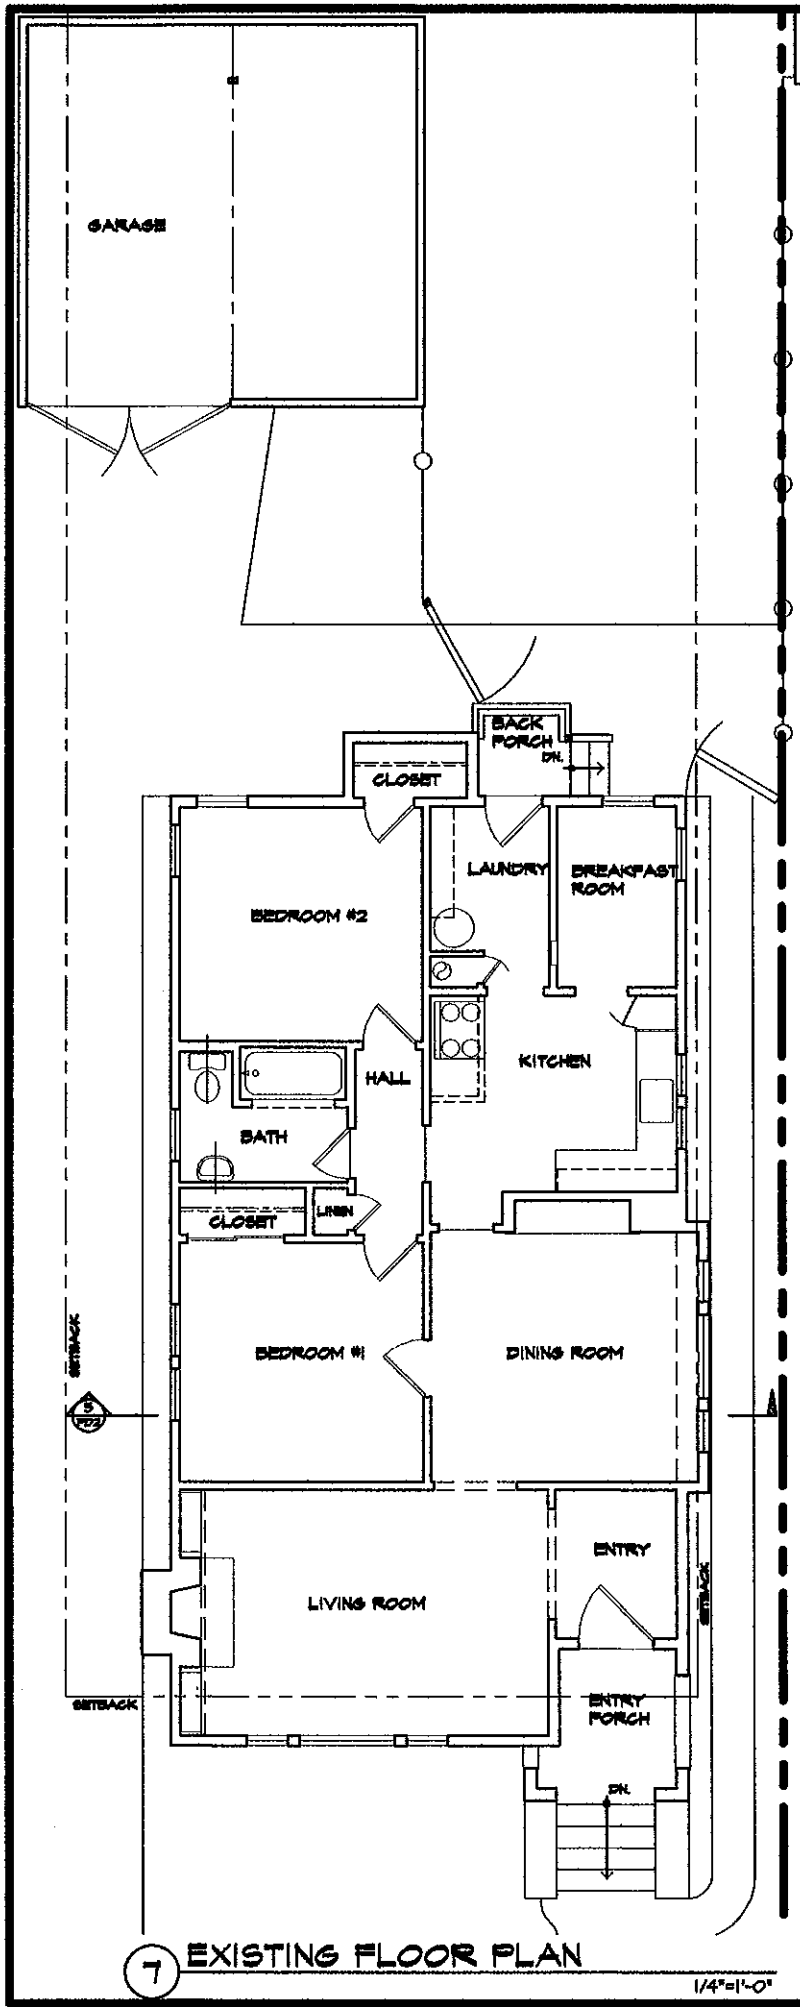 GARAGE
BACK
PORCH
DN.
CLOSET
LAUNDRY
BREAKFAST
ROOM
BEDROOM #2
KITCHEN
HALL
BATH
LINEN
CLOSET
SETBACK
BEDROOM #1
DINING ROOM
5
ENTRY
SETBACK
LIVING ROOM
SETBACK
ENTRY
PORCH
DN.
7 EXISTING FLOOR PLAN
1/4"=1'-0"